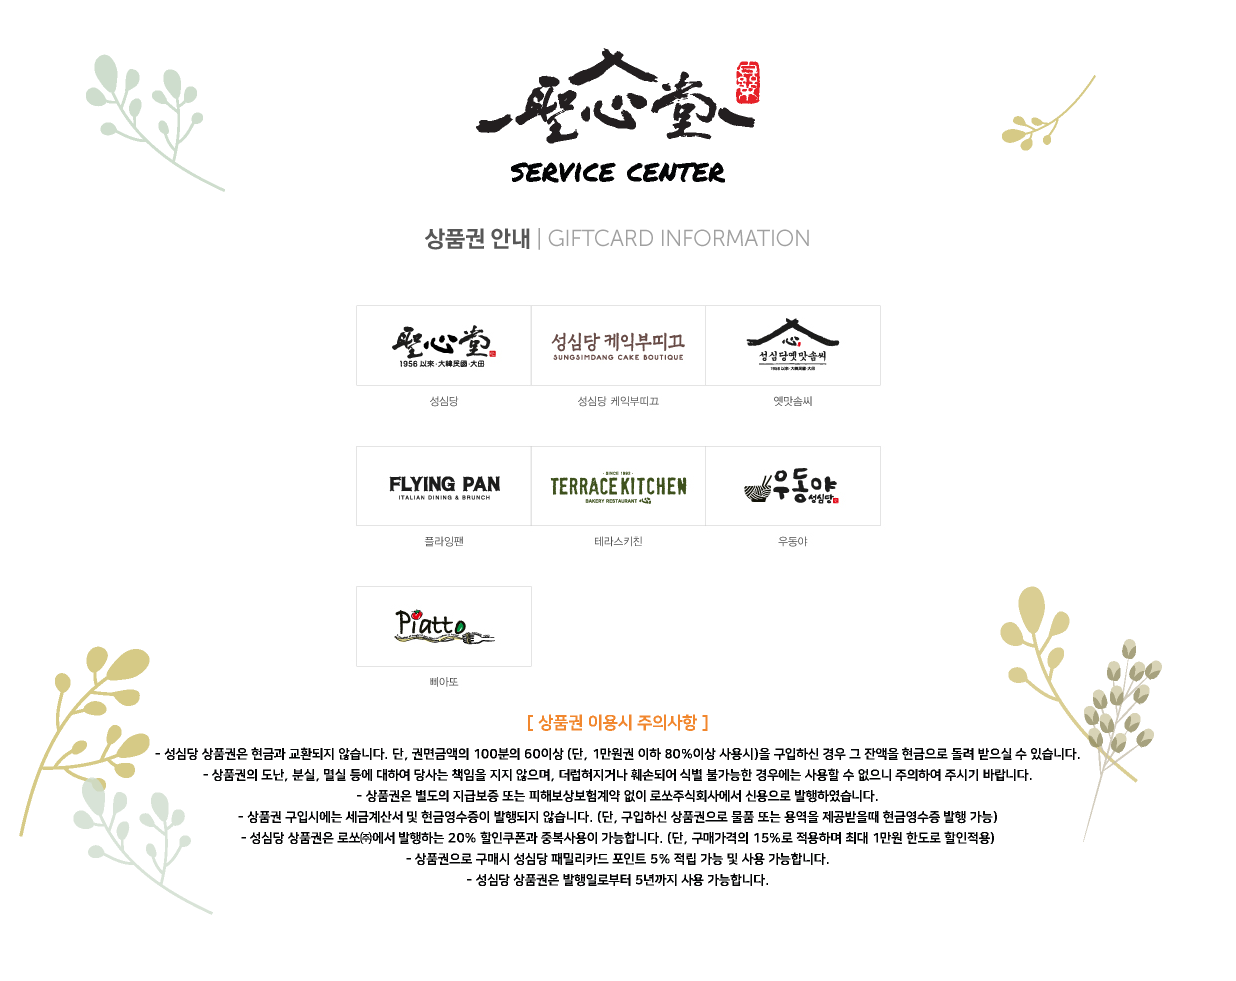 聖心堂
SERVICE CENTER
상품권 안내 | GIFTCARD INFORMATION
聖心堂
1956 以来·大韓民國·大田
성심당 케익부띠끄
SUNGSIMDANG CAKE BOUTIQUE
心
성심당옛맛솜씨
1956 以来·大韓民國·大田
성심당
성심당 케익부띠끄
옛맛솜씨
FLYING PAN
ITALIAN DINING & BRUNCH
· SINCE 1983 ·
TERRACE KITCHEN
BAKERY RESTAURANT
우동야
성심당
플라잉팬
테라스키친
우동야
Piatto
삐아또
[ 상품권 이용시 주의사항 ]
- 성심당 상품권은 현금과 교환되지 않습니다. 단, 권면금액의 100분의 60이상 (단, 1만원권 이하 80%이상 사용시)을 구입하신 경우 그 잔액을 현금으로 돌려 받으실 수 있습니다.
- 상품권의 도난, 분실, 멸실 등에 대하여 당사는 책임을 지지 않으며, 더럽혀지거나 훼손되어 식별 불가능한 경우에는 사용할 수 없으니 주의하여 주시기 바랍니다.
- 상품권은 별도의 지급보증 또는 피해보상보험계약 없이 로쏘주식회사에서 신용으로 발행하였습니다.
- 상품권 구입시에는 세금계산서 및 현금영수증이 발행되지 않습니다. (단, 구입하신 상품권으로 물품 또는 용역을 제공받을때 현금영수증 발행 가능)
- 성심당 상품권은 로쏘㈜에서 발행하는 20% 할인쿠폰과 중복사용이 가능합니다. (단, 구매가격의 15%로 적용하며 최대 1만원 한도로 할인적용)
- 상품권으로 구매시 성심당 패밀리카드 포인트 5% 적립 가능 및 사용 가능합니다.
- 성심당 상품권은 발행일로부터 5년까지 사용 가능합니다.